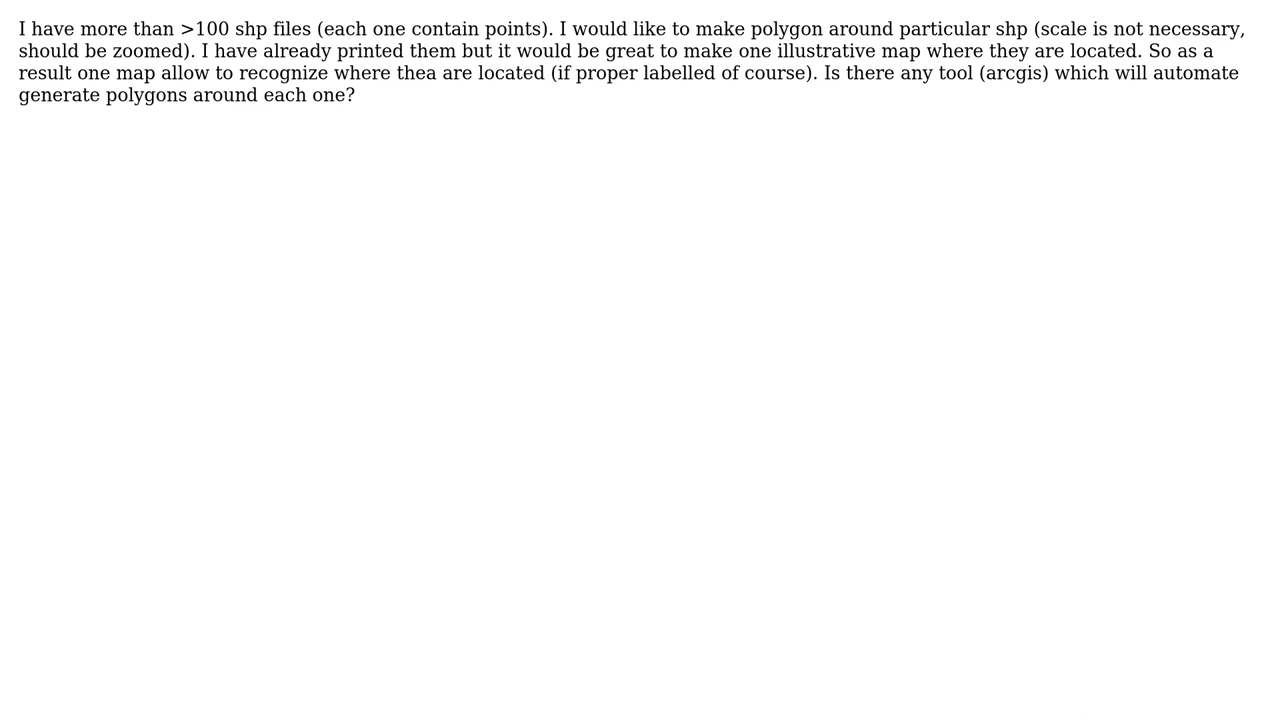 I have more than >100 shp files (each one contain points). I would like to make polygon around particular shp (scale is not necessary,
should be zoomed). I have already printed them but it would be great to make one illustrative map where they are located. So as a
result one map allow to recognize where thea are located (if proper labelled of course). Is there any tool (arcgis) which will automate
generate polygons around each one?